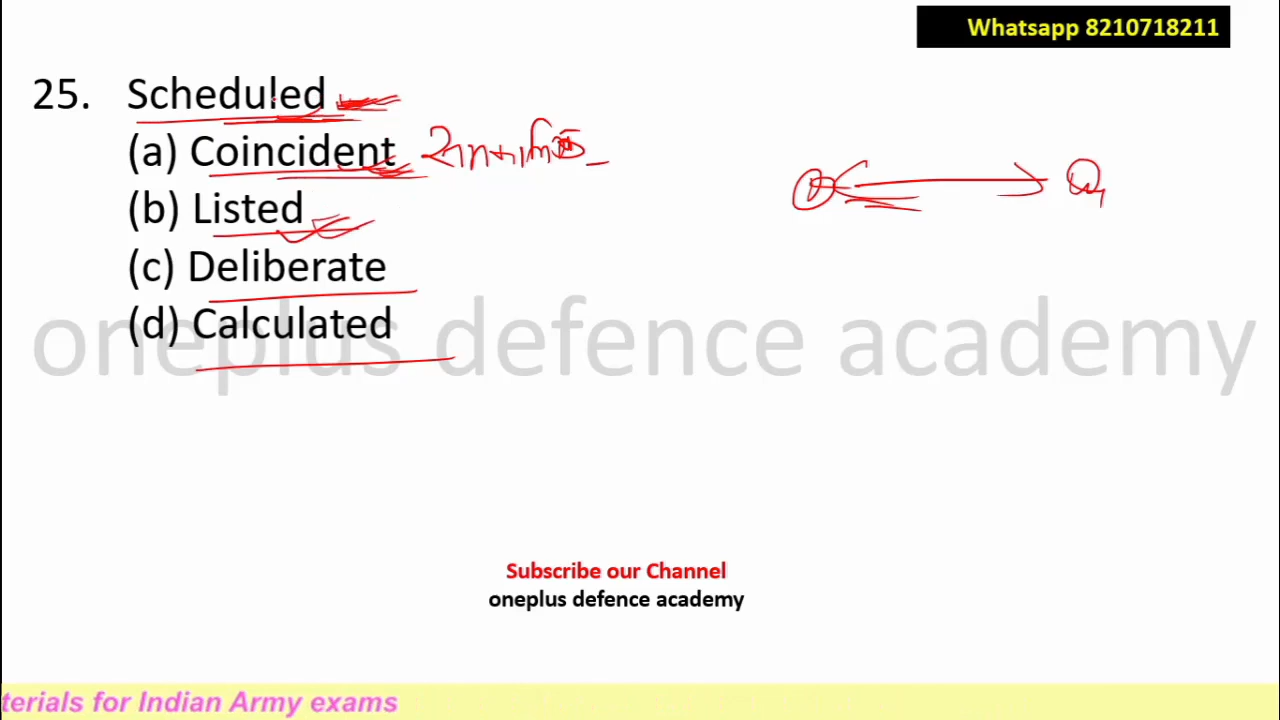 Whatsapp 8210718211
25. Scheduled
(a) Coincident
(b) Listed
(c) Deliberate
(d) Calculated
oneplus defence academy
Subscribe our Channel
oneplus defence academy
terials for Indian Army exams